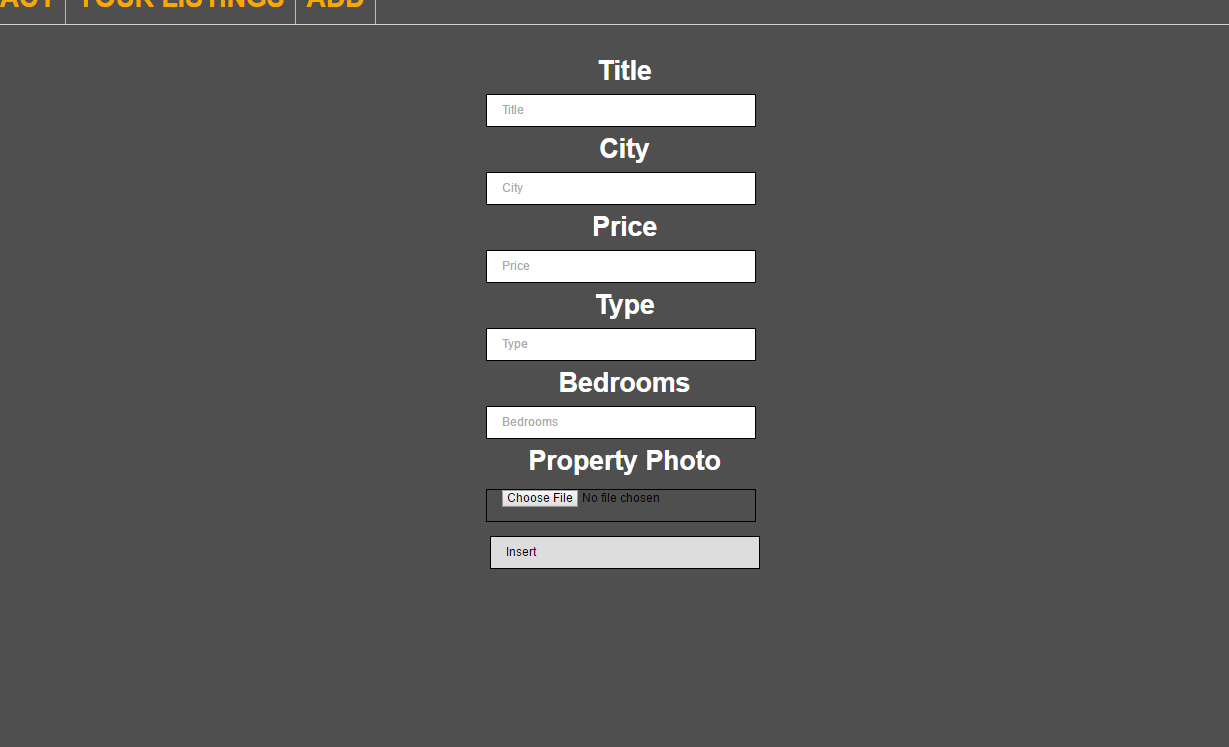 YOUR LISTINGS ADD
Title
Title
City
City
Price
Price
Type
Type
Bedrooms
Bedrooms
Property Photo
Choose File No file chosen
Insert